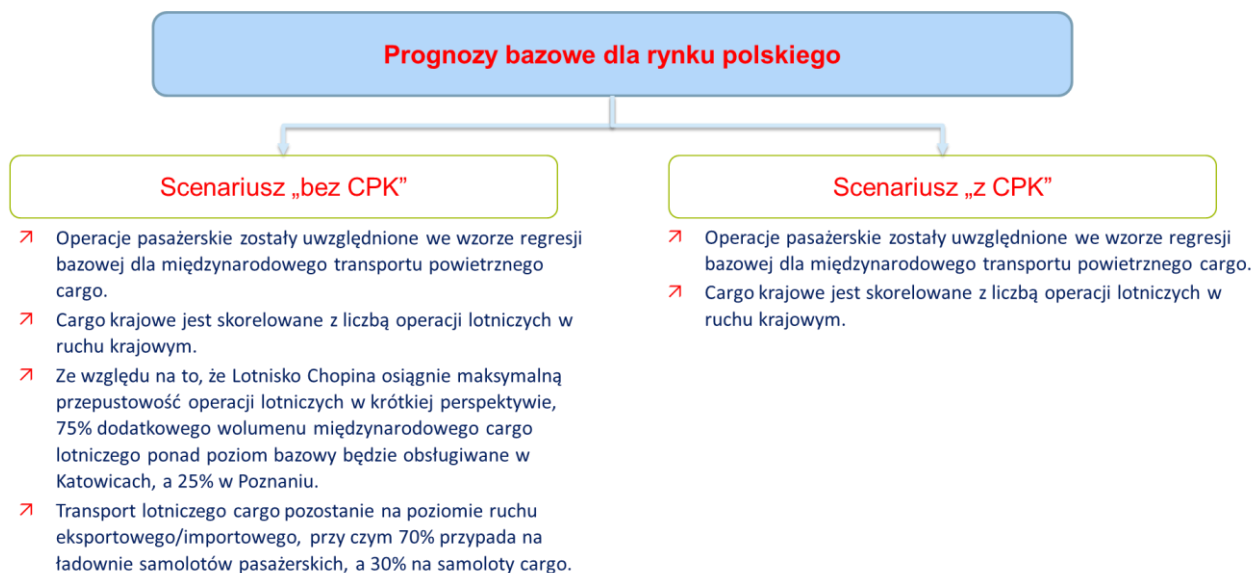 Prognozy bazowe dla rynku polskiego
Scenariusz „bez CPK”
Operacje pasażerskie zostały uwzględnione we wzorze regresji
bazowej dla międzynarodowego transportu powietrznego
cargo.
Cargo krajowe jest skorelowane z liczbą operacji lotniczych w
ruchu krajowym.
Ze względu na to, że Lotnisko Chopina osiągnie maksymalną
przepustowość operacji lotniczych w krótkiej perspektywie,
75% dodatkowego wolumenu międzynarodowego cargo
lotniczego ponad poziom bazowy będzie obsługiwane w
Katowicach, a 25% w Poznaniu.
Transport lotniczego cargo pozostanie na poziomie ruchu
eksportowego/importowego, przy czym 70% przypada na
ładownie samolotów pasażerskich, a 30% na samoloty cargo.
Scenariusz „z CPK”
Operacje pasażerskie zostały uwzględnione we wzorze regresji
bazowej dla międzynarodowego transportu powietrznego cargo.
Cargo krajowe jest skorelowane z liczbą operacji lotniczych w
ruchu krajowym.